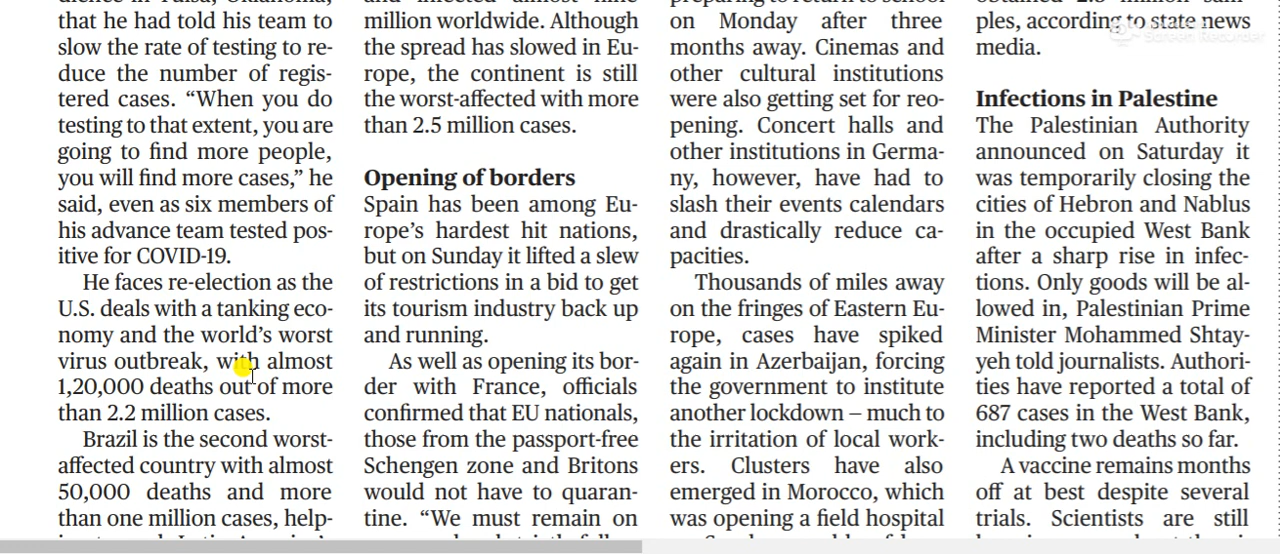 that he had told his team to
slow the rate of testing to re-
duce the number of regis-
tered cases. “When you do
testing to that extent, you are
going to find more people,
you will find more cases,” he
said, even as six members of
his advance team tested pos-
itive for COVID-19.
He faces re-election as the
U.S. deals with a tanking eco-
nomy and the world’s worst
virus outbreak, with almost
1,20,000 deaths out of more
than 2.2 million cases.
Brazil is the second worst-
affected country with almost
50,000 deaths and more
than one million cases, help-
million worldwide. Although
the spread has slowed in Eu-
rope, the continent is still
the worst-affected with more
than 2.5 million cases.
Opening of borders
Spain has been among Eu-
rope’s hardest hit nations,
but on Sunday it lifted a slew
of restrictions in a bid to get
its tourism industry back up
and running.
As well as opening its bor-
der with France, officials
confirmed that EU nationals,
those from the passport-free
Schengen zone and Britons
would not have to quaran-
tine. “We must remain on
on Monday after three
months away. Cinemas and
other cultural institutions
were also getting set for reo-
pening. Concert halls and
other institutions in Germa-
ny, however, have had to
slash their events calendars
and drastically reduce ca-
pacities.
Thousands of miles away
on the fringes of Eastern Eu-
rope, cases have spiked
again in Azerbaijan, forcing
the government to institute
another lockdown – much to
the irritation of local work-
ers. Clusters have also
emerged in Morocco, which
was opening a field hospital
ples, according to state news
media.
Screen Recorder
Infections in Palestine
The Palestinian Authority
announced on Saturday it
was temporarily closing the
cities of Hebron and Nablus
in the occupied West Bank
after a sharp rise in infec-
tions. Only goods will be al-
lowed in, Palestinian Prime
Minister Mohammed Shtay-
yeh told journalists. Authori-
ties have reported a total of
687 cases in the West Bank,
including two deaths so far.
A vaccine remains months
off at best despite several
trials. Scientists are still